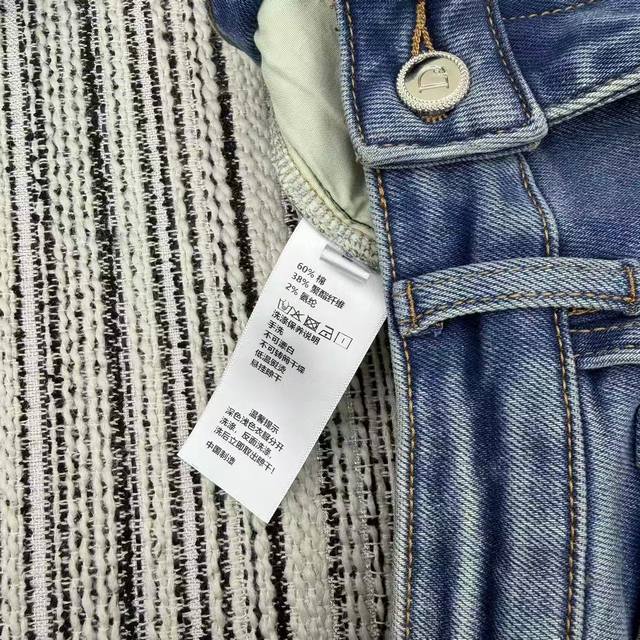 60% 棉
38% 聚酯纤维
2% 氨纶
洗涤保养说明
手洗
不可漂白
不可转筒干燥
低温熨烫
悬挂晾干
温馨提示
深色浅色衣物分开
洗涤，反面洗涤，
洗后立即取出晾干！
中国制造
D